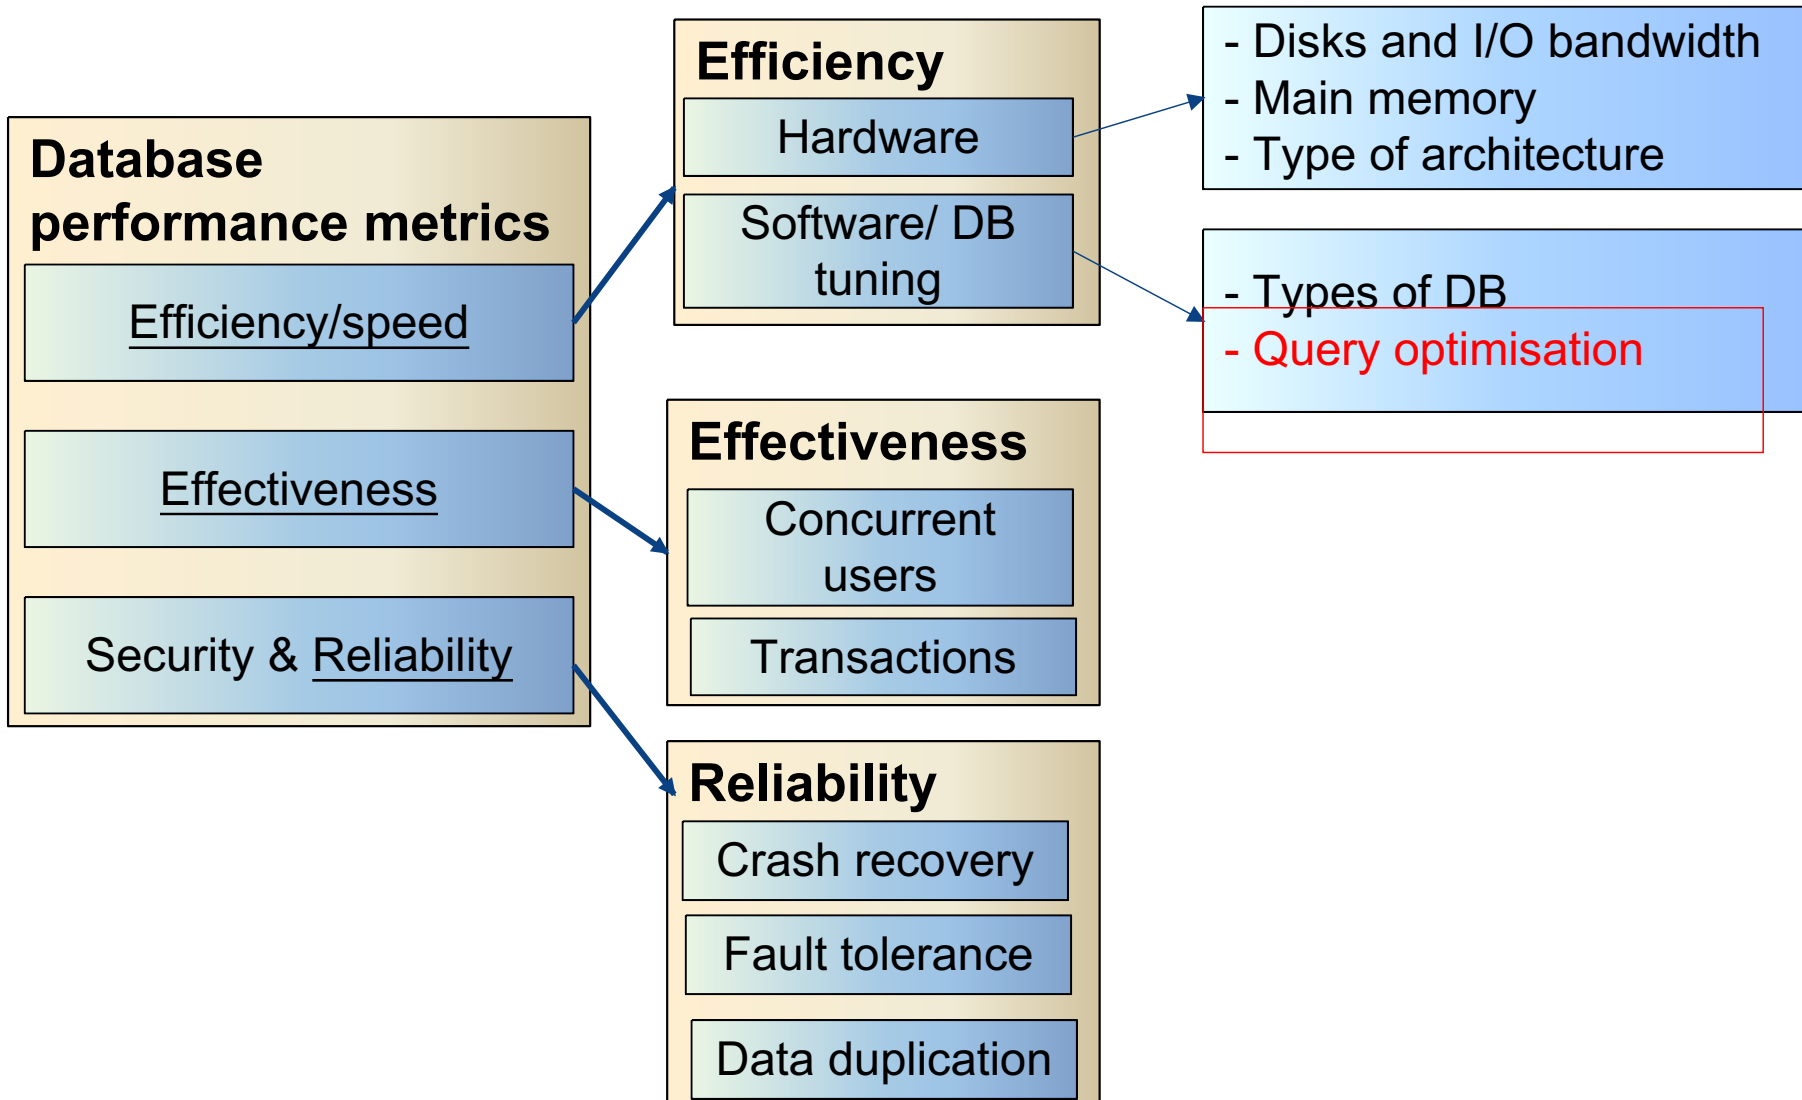 Database
performance metrics
Efficiency/speed
Effectiveness
Security & Reliability
Efficiency
Hardware
Software/ DB
tuning
Effectiveness
Concurrent
users
Transactions
Reliability
Crash recovery
Fault tolerance
Data duplication
- Disks and I/O bandwidth
- Main memory
- Type of architecture
- Types of DB
- Query optimisation